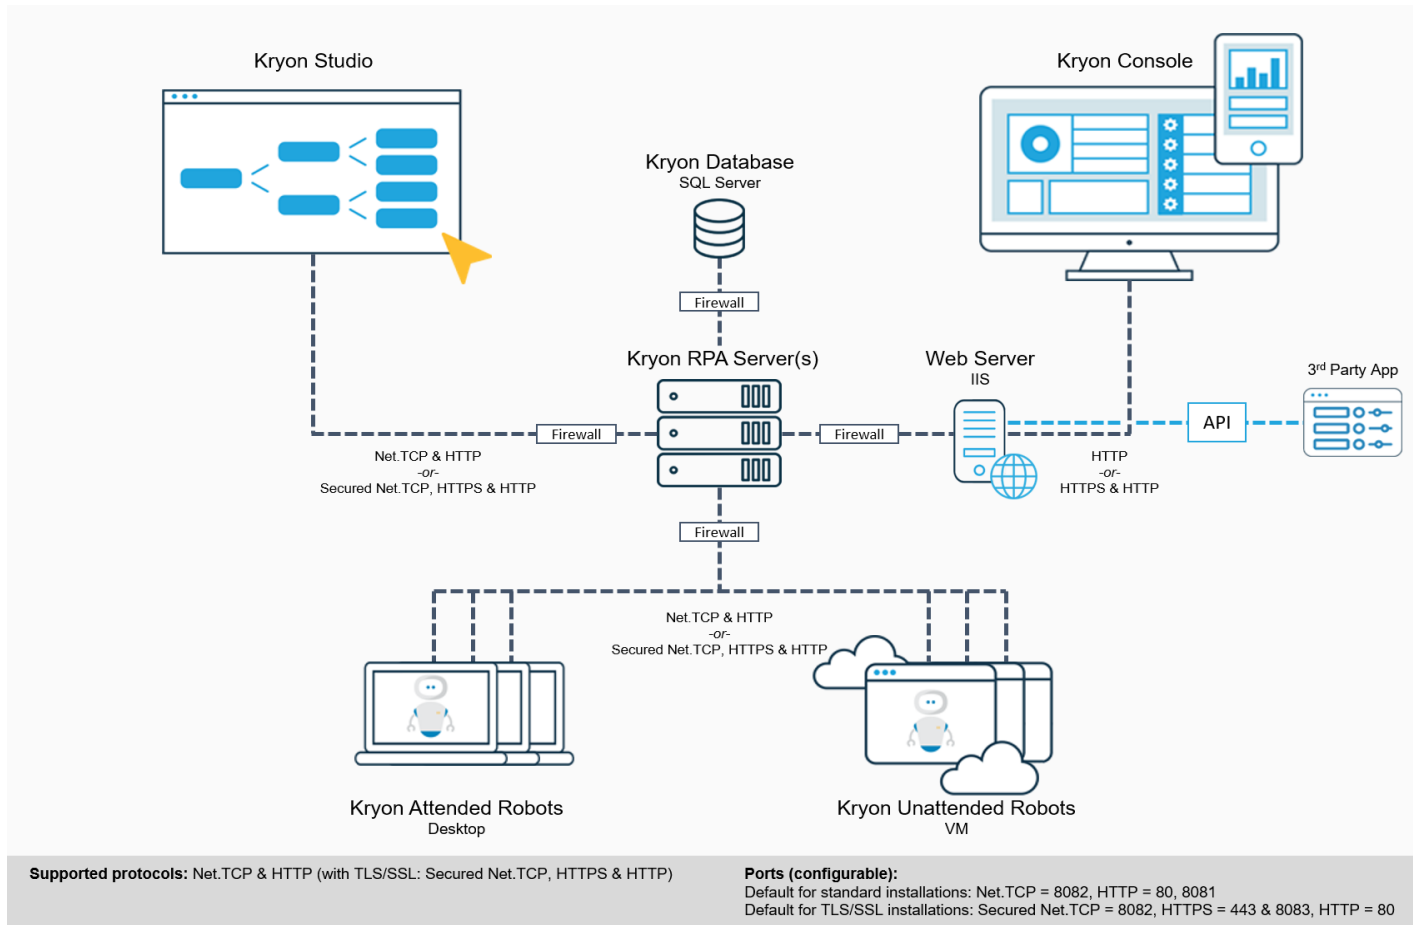 Kryon Studio
Kryon Console
Kryon Database
SQL Server
Firewall
Kryon RPA Server(s)
Web Server
IIS
3rd Party App
Firewall
Firewall
API
Net.TCP & HTTP
-or-
Secured Net.TCP, HTTPS & HTTP
HTTP
-or-
HTTPS & HTTP
Firewall
Net.TCP & HTTP
-or-
Secured Net.TCP, HTTPS & HTTP
Kryon Attended Robots
Desktop
Kryon Unattended Robots
VM
Supported protocols: Net.TCP & HTTP (with TLS/SSL: Secured Net.TCP, HTTPS & HTTP)
Ports (configurable):
Default for standard installations: Net.TCP = 8082, HTTP = 80, 8081
Default for TLS/SSL installations: Secured Net.TCP = 8082, HTTPS = 443 & 8083, HTTP = 80